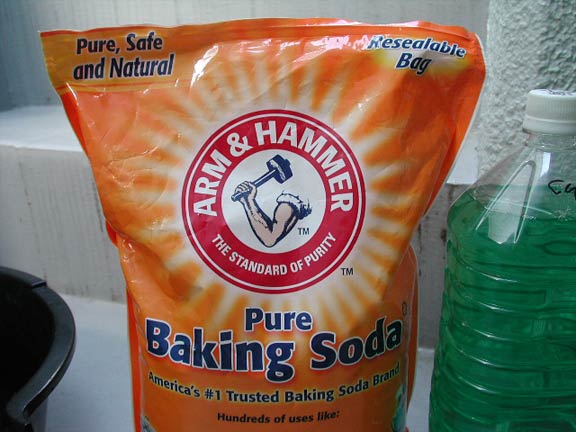 Pure, Safe
and Natural
Resealable
Bag
ARM & HAMMER
TM
THE STANDARD OF PURITY
TM
Pure
Baking Soda
America's #1 Trusted Baking Soda Brand
Hundreds of uses like: